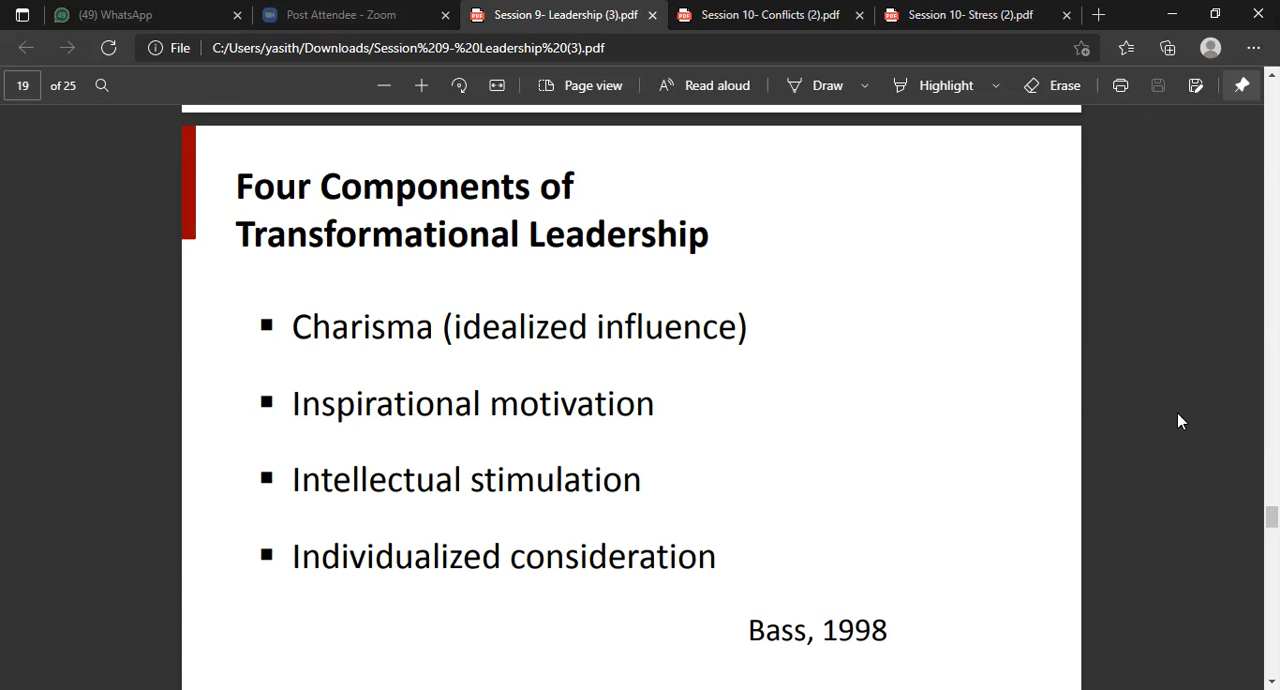 (49) WhatsApp
Post Attendee - Zoom
Session 9- Leadership (3).pdf
Session 10- Conflicts (2).pdf
Session 10- Stress (2).pdf
File
C:/Users/yasith/Downloads/Session%209-%20Leadership%20(3).pdf
19 of 25
Page view
Read aloud
Draw
Highlight
Erase
Four Components of
Transformational Leadership
▪ Charisma (idealized influence)
▪ Inspirational motivation
▪ Intellectual stimulation
▪ Individualized consideration
Bass, 1998